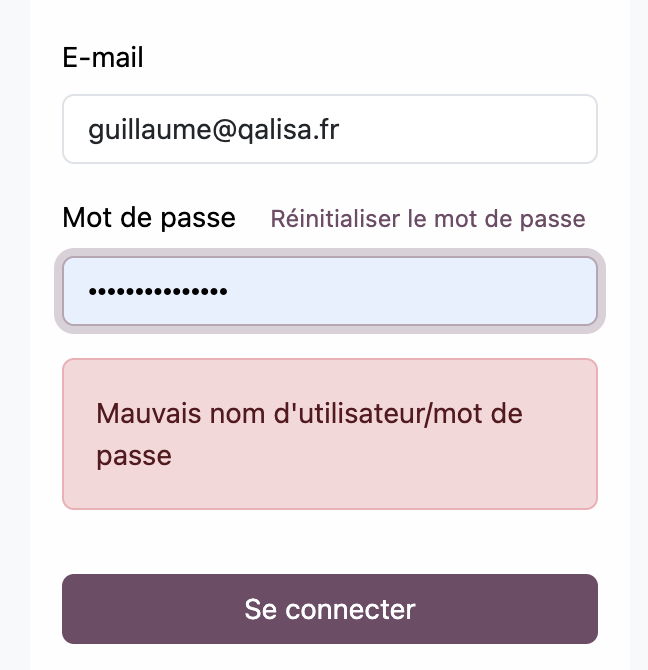 E-mail
guillaume@qalisa.fr
Mot de passe Réinitialiser le mot de passe
•••••••••••••••
Mauvais nom d'utilisateur/mot de
passe
Se connecter